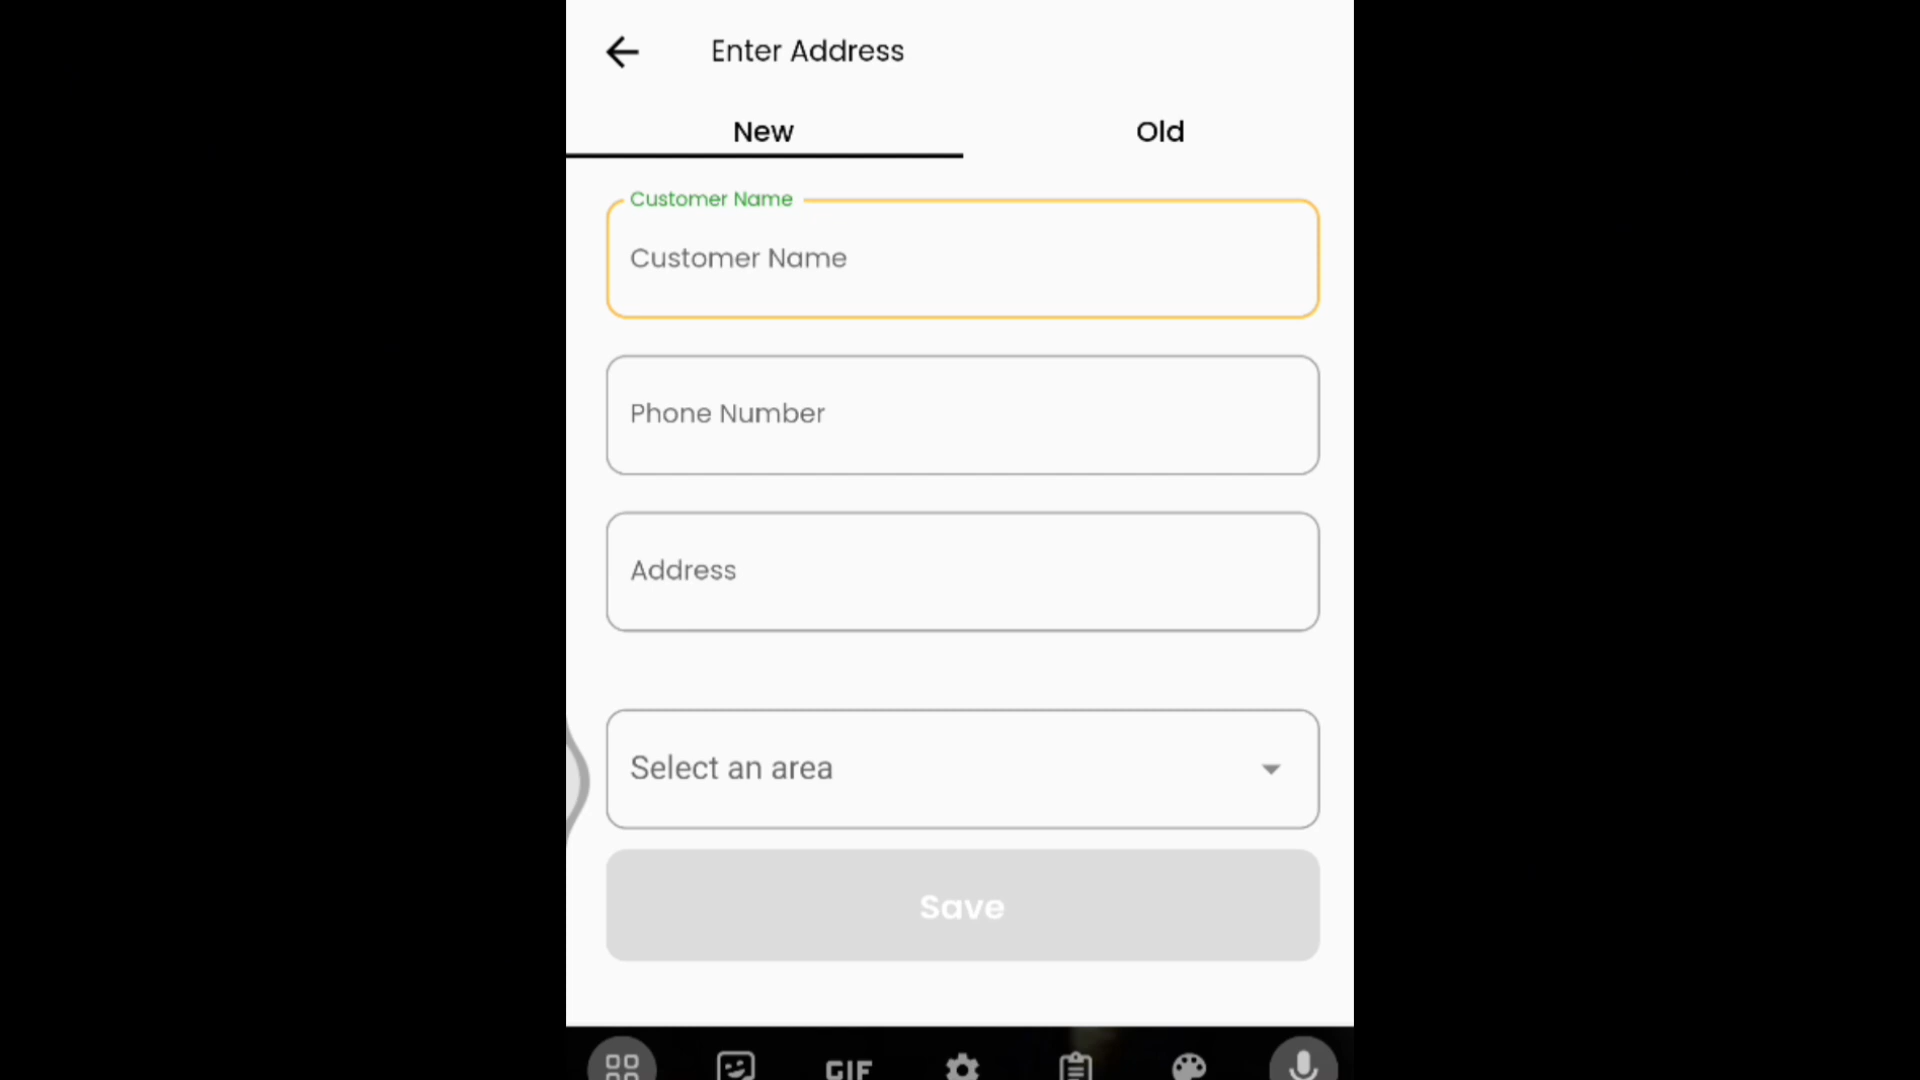 Enter Address
New
Old
Customer Name
Customer Name
Phone Number
Address
Select an area
Save
GIF